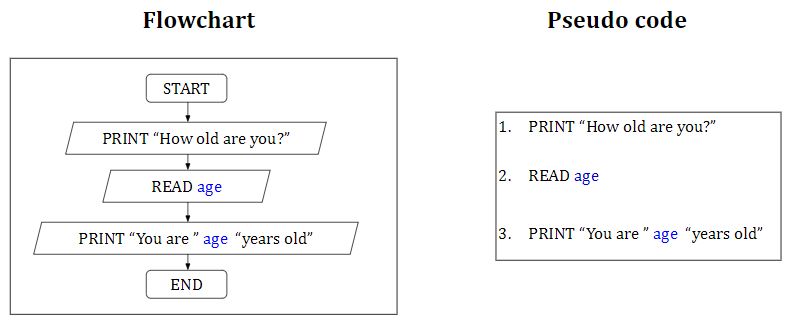 Flowchart
START
PRINT “How old are you?”
READ age
PRINT “You are ” age “years old”
END
Pseudo code
1. PRINT “How old are you?”
2. READ age
3. PRINT “You are ” age “years old”